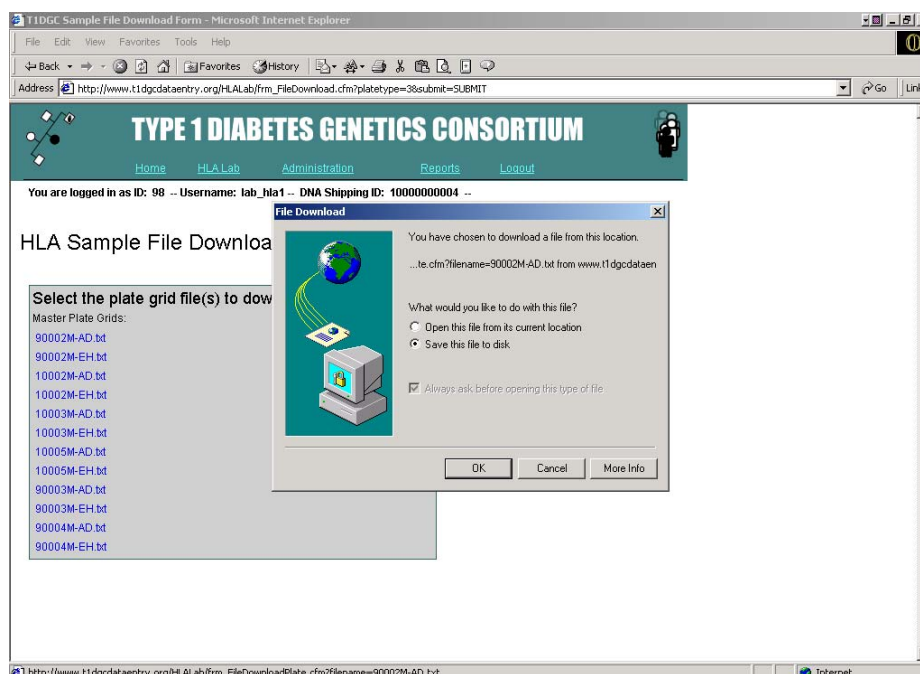 T1DGC Sample File Download Form - Microsoft Internet Explorer
File Edit View Favorites Tools Help
Back Favorites History
Address http://www.t1dgcdataentry.org/HLALab/frm_FileDownload.cfm?platetype=3&submit=SUBMIT Go Link
TYPE 1 DIABETES GENETICS CONSORTIUM
Home HLA Lab Administration Reports Logout
You are logged in as ID: 98 -- Username: lab_hla1 -- DNA Shipping ID: 10000000004 --
HLA Sample File Downloa
Select the plate grid file(s) to dow
Master Plate Grids:
90002M-AD.txt
90002M-EH.txt
10002M-AD.txt
10002M-EH.txt
10003M-AD.txt
10003M-EH.txt
10005M-AD.txt
10005M-EH.txt
90003M-AD.txt
90003M-EH.txt
90004M-AD.txt
90004M-EH.txt
File Download
You have chosen to download a file from this location.
...te.cfm?filename=90002M-AD.txt from www.t1dgcdataen
What would you like to do with this file?
Open this file from its current location
Save this file to disk
Always ask before opening this type of file
OK Cancel More Info
http://www.t1dgcdataentry.org/HLALab/frm_FileDownloadPlate.cfm?filename=90002M-AD.txt Internet